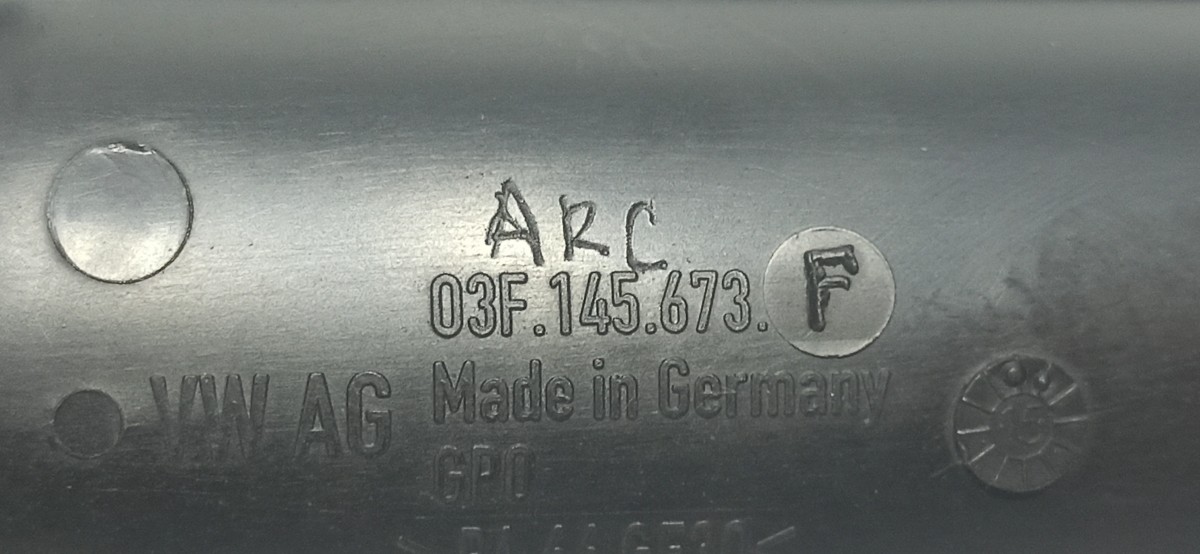 ARC
03F.145.673. F
VW AG Made in Germany
GPO